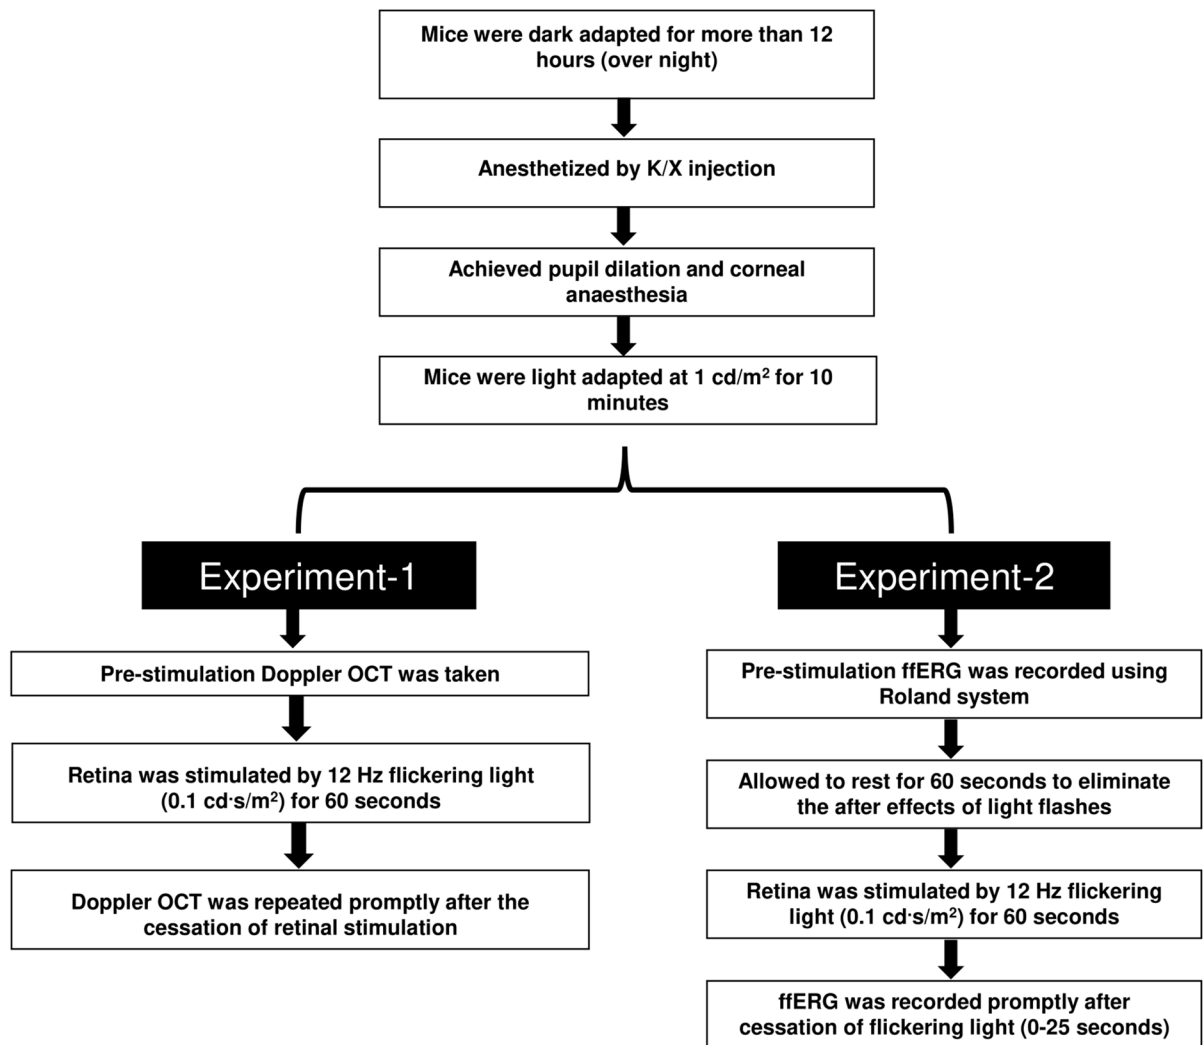 Mice were dark adapted for more than 12
hours (over night)
Anesthetized by K/X injection
Achieved pupil dilation and corneal
anaesthesia
Mice were light adapted at 1 cd/m² for 10
minutes
Experiment-1
Pre-stimulation Doppler OCT was taken
Retina was stimulated by 12 Hz flickering light
(0.1 cd·s/m²) for 60 seconds
Doppler OCT was repeated promptly after the
cessation of retinal stimulation
Experiment-2
Pre-stimulation ffERG was recorded using
Roland system
Allowed to rest for 60 seconds to eliminate
the after effects of light flashes
Retina was stimulated by 12 Hz flickering
light (0.1 cd·s/m²) for 60 seconds
ffERG was recorded promptly after
cessation of flickering light (0-25 seconds)